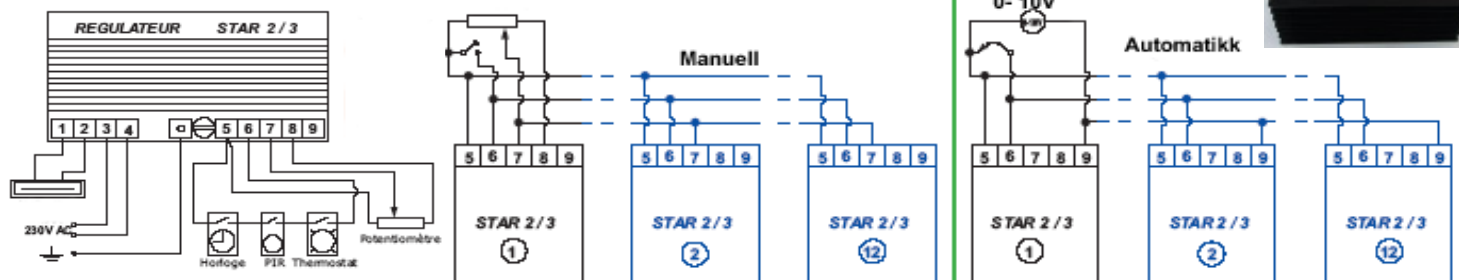 REGULATEUR STAR 2/3
1 2 3 4 5 6 7 8 9
230V AC
Horloge PIR Thermostat
Potentiomètre
Manuell
5 6 7 8 9
STAR 2/3
1
5 6 7 8 9
STAR 2/3
2
5 6 7 8 9
STAR 2/3
12
0- 10V
Automatikk
5 6 7 8 9
STAR 2/3
1
5 6 7 8 9
STAR 2/3
2
5 6 7 8 9
STAR 2/3
12